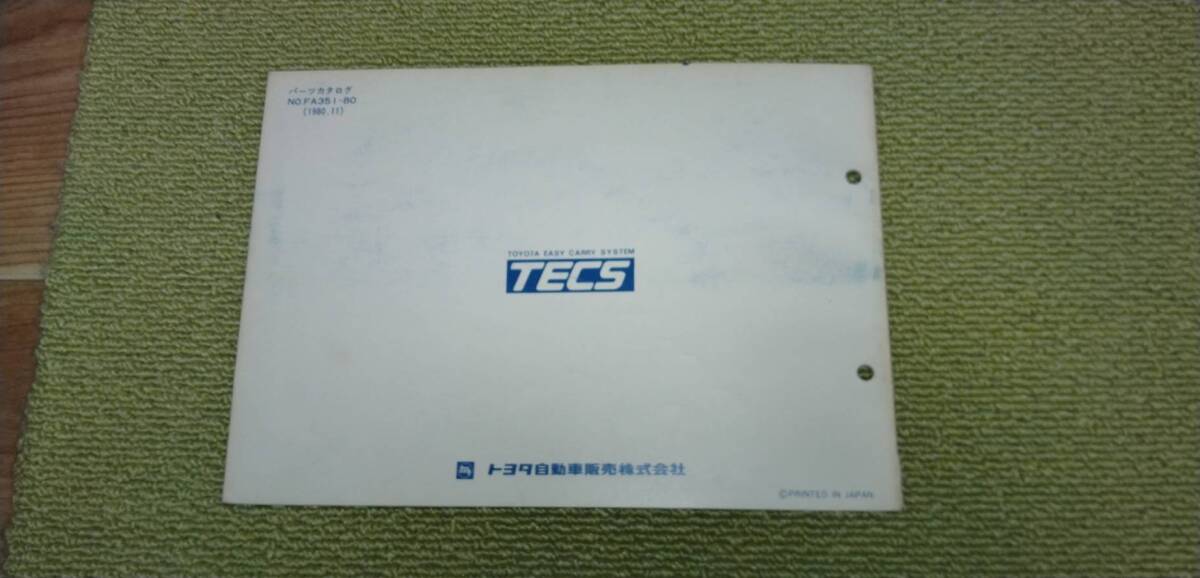 パーツカタログ
NO.FA351-80
(1980.11)
TOYOTA EASY CARRY SYSTEM
TECS
トヨタ自動車販売株式会社
©PRINTED IN JAPAN